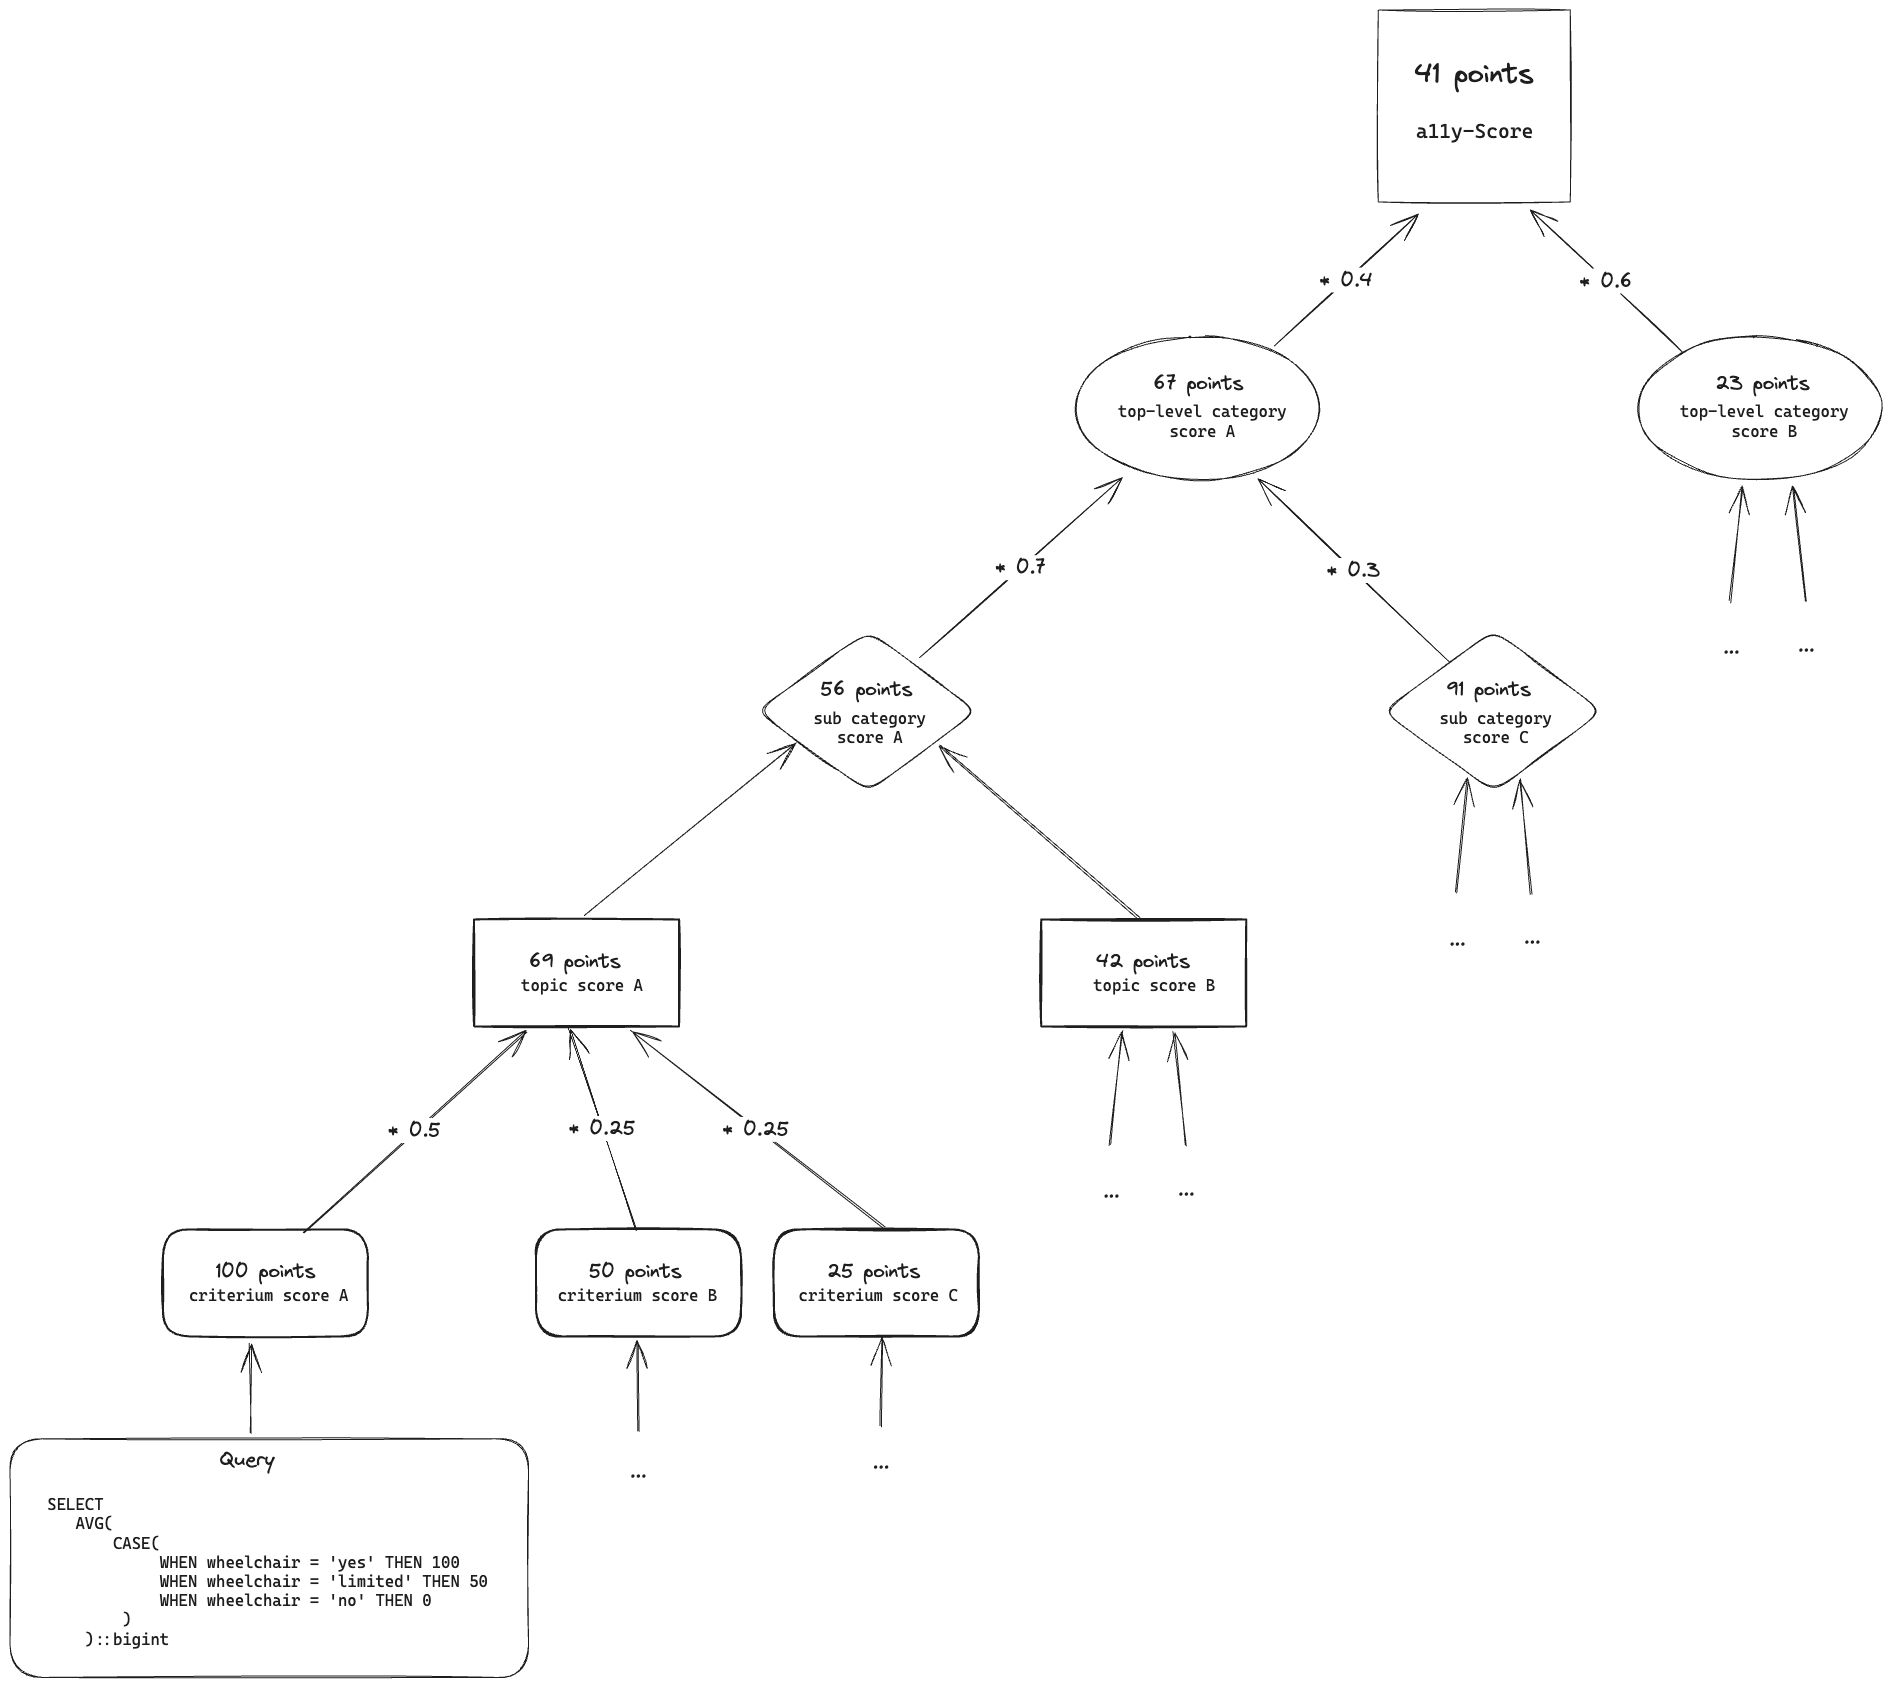 41 points
a11y-Score
* 0.4
* 0.6
67 points
top-level category
score A
23 points
top-level category
score B
* 0.7
* 0.3
...
...
56 points
sub category
score A
91 points
sub category
score C
69 points
topic score A
42 points
topic score B
...
...
* 0.5
* 0.25
* 0.25
...
...
100 points
criterium score A
50 points
criterium score B
25 points
criterium score C
...
...
Query
SELECT
AVG(
CASE(
WHEN wheelchair = 'yes' THEN 100
WHEN wheelchair = 'limited' THEN 50
WHEN wheelchair = 'no' THEN 0
)
)::bigint